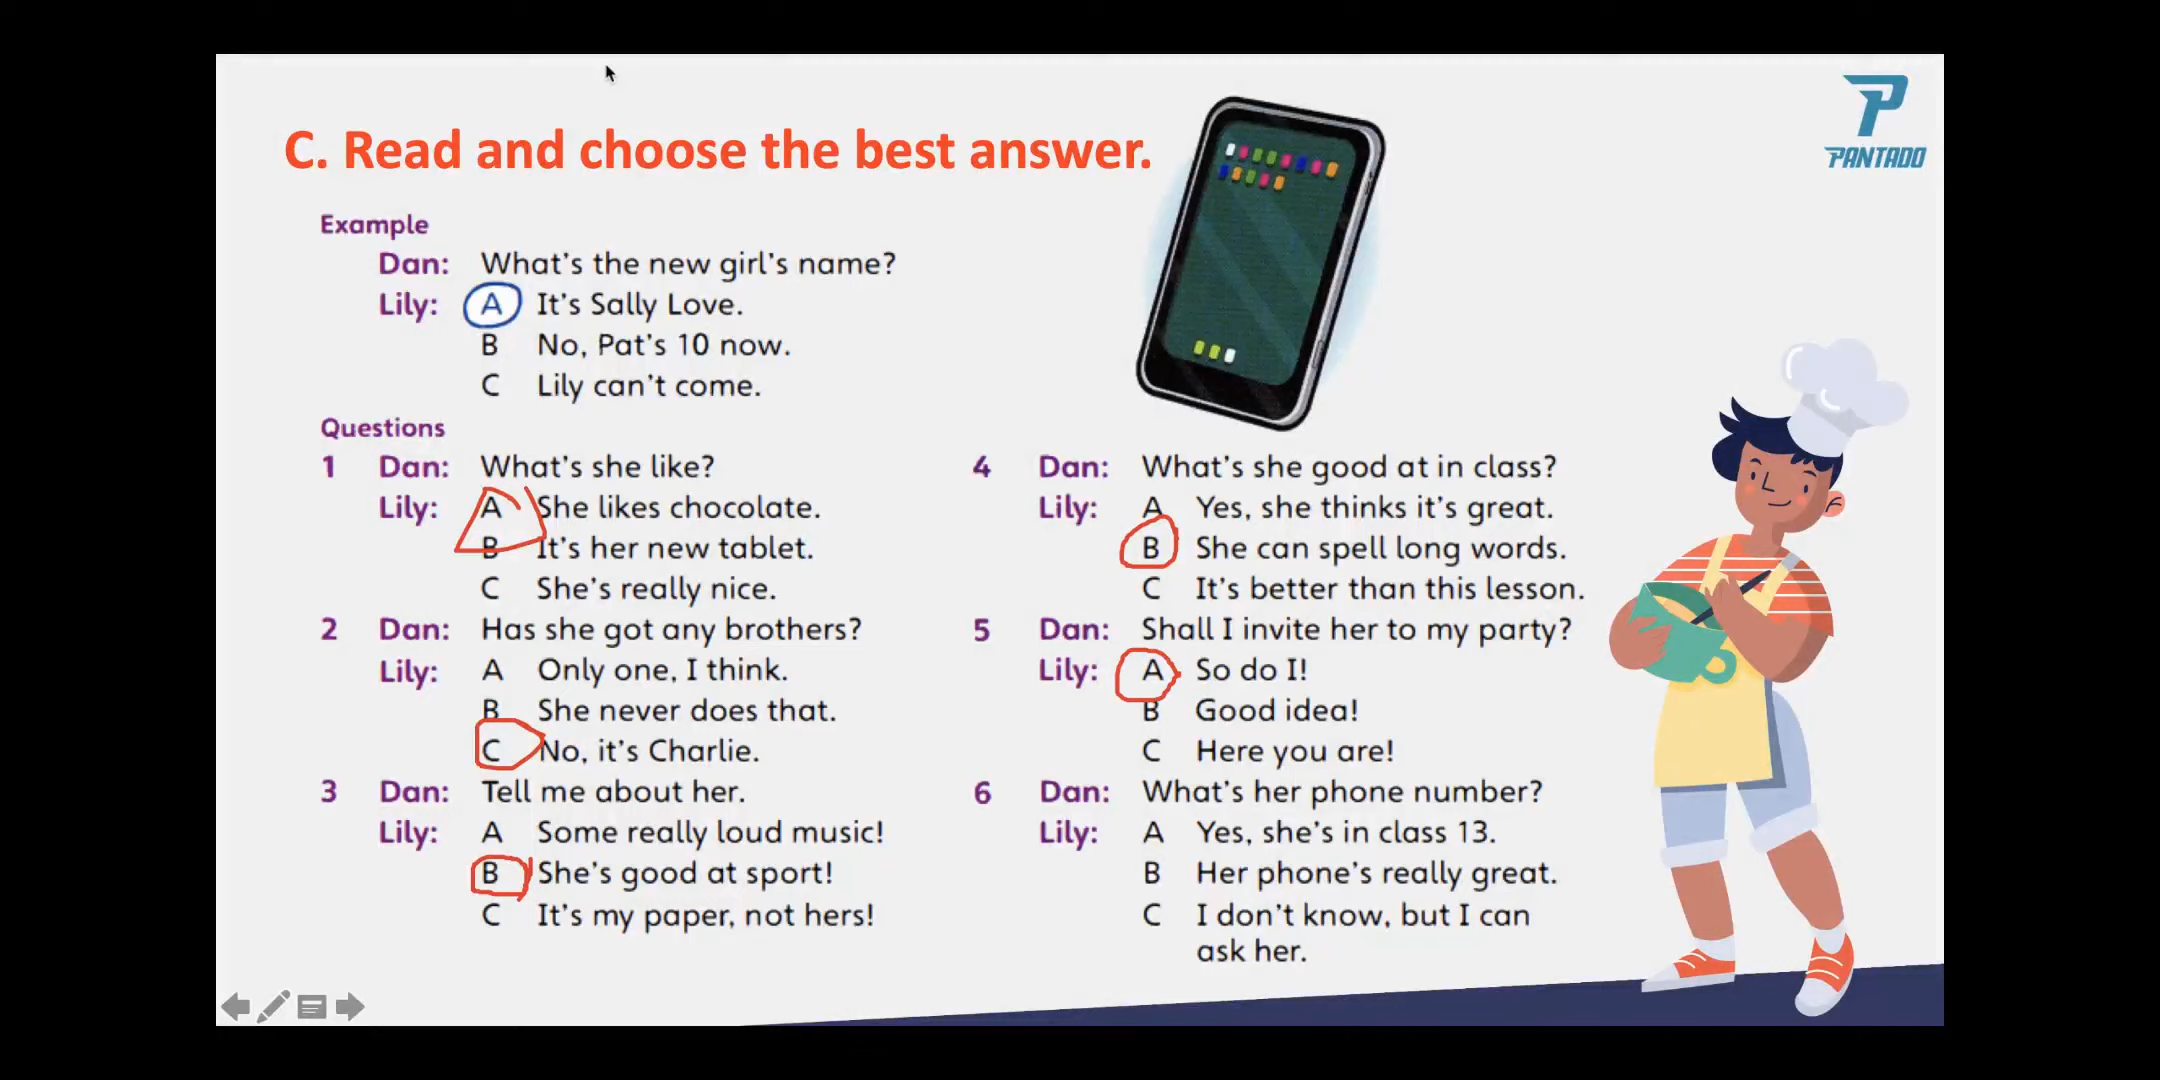 C. Read and choose the best answer.
PANTADO
Example
Dan: What's the new girl's name?
Lily: A It's Sally Love.
B No, Pat's 10 now.
C Lily can't come.
Questions
1 Dan: What's she like?
Lily: A She likes chocolate.
B It's her new tablet.
C She's really nice.
2 Dan: Has she got any brothers?
Lily: A Only one, I think.
B She never does that.
C No, it's Charlie.
3 Dan: Tell me about her.
Lily: A Some really loud music!
B She's good at sport!
C It's my paper, not hers!
4 Dan: What's she good at in class?
Lily: A Yes, she thinks it's great.
B She can spell long words.
C It's better than this lesson.
5 Dan: Shall I invite her to my party?
Lily: A So do I!
B Good idea!
C Here you are!
6 Dan: What's her phone number?
Lily: A Yes, she's in class 13.
B Her phone's really great.
C I don't know, but I can
ask her.